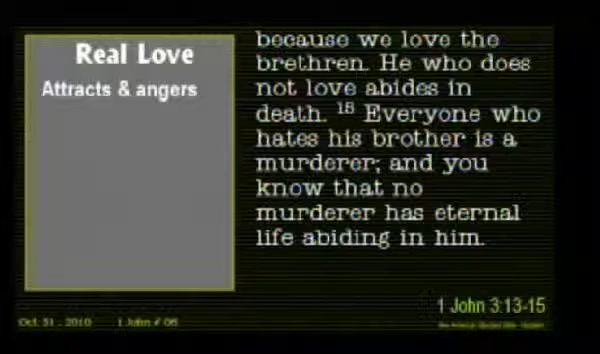 Real Love
Attracts & angers
because we love the
brethren. He who does
not love abides in
death. 15 Everyone who
hates his brother is a
murderer; and you
know that no
murderer has eternal
life abiding in him.
1 John 3:13-15
Oct. 31, 2010 1 John # 06